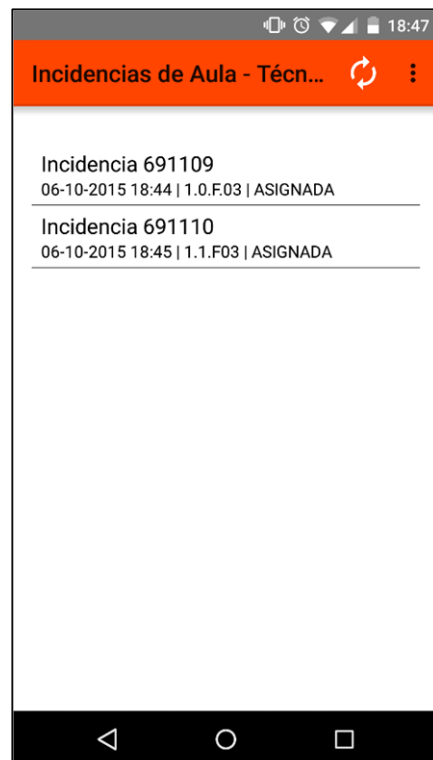 18:47
Incidencias de Aula - Técn...
Incidencia 691109
06-10-2015 18:44 | 1.0.F.03 | ASIGNADA
Incidencia 691110
06-10-2015 18:45 | 1.1.F03 | ASIGNADA